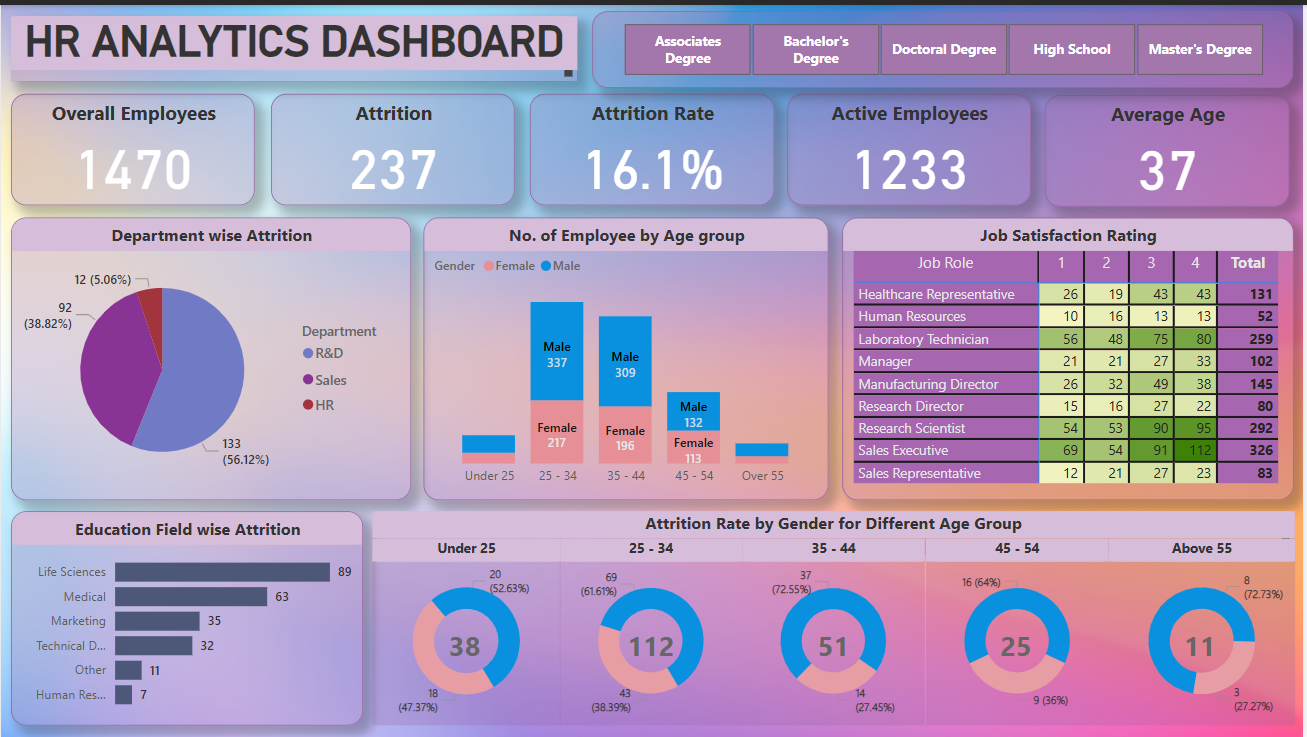 HR ANALYTICS DASHBOARD
Associates
Degree
Bachelor's
Degree
Doctoral Degree
High School
Master's Degree
Overall Employees
1470
Attrition
237
Attrition Rate
16.1%
Active Employees
1233
Average Age
37
Department wise Attrition
12 (5.06%)
92
(38.82%)
133
(56.12%)
Department
R&D
Sales
HR
No. of Employee by Age group
Gender Female Male
Male
337
Female
217
Male
309
Female
196
Male
132
Female
113
Under 25 25 - 34 35 - 44 45 - 54 Over 55
Job Satisfaction Rating
Job Role 1 2 3 4 Total
Healthcare Representative 26 19 43 43 131
Human Resources 10 16 13 13 52
Laboratory Technician 56 48 75 80 259
Manager 21 21 27 33 102
Manufacturing Director 26 32 49 38 145
Research Director 15 16 27 22 80
Research Scientist 54 53 90 95 292
Sales Executive 69 54 91 112 326
Sales Representative 12 21 27 23 83
Education Field wise Attrition
Life Sciences 89
Medical 63
Marketing 35
Technical D... 32
Other 11
Human Res... 7
Attrition Rate by Gender for Different Age Group
Under 25
20
(52.63%)
38
18
(47.37%)
25 - 34
69
(61.61%)
112
43
(38.39%)
35 - 44
37
(72.55%)
51
14
(27.45%)
45 - 54
16 (64%)
25
9 (36%)
Above 55
8
(72.73%)
11
3
(27.27%)